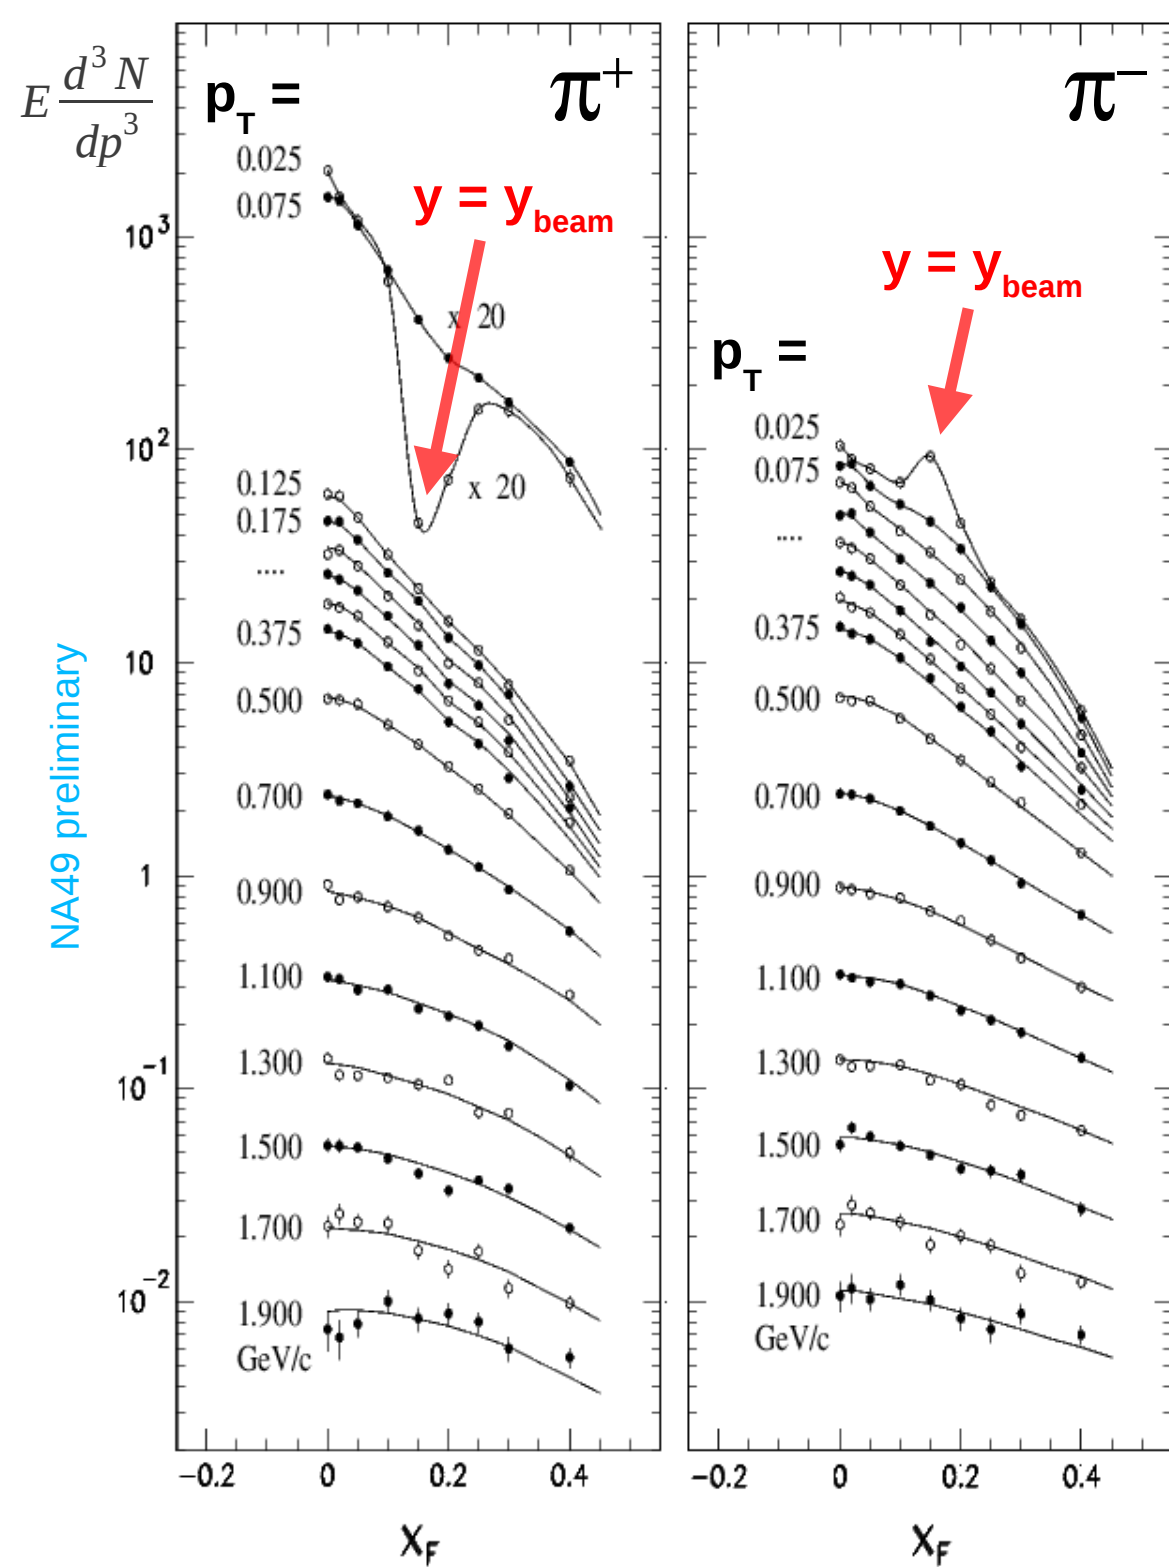 E d³N / dp³
p_T =
π⁺
0.025
0.075
y = y_beam
10³
x 20
10²
0.125
x 20
0.175
....
10
0.375
0.500
0.700
1
0.900
1.100
10⁻¹
1.300
1.500
1.700
10⁻²
1.900
GeV/c
-0.2 0 0.2 0.4
X_F
NA49 preliminary
π⁻
y = y_beam
p_T =
0.025
0.075
....
0.375
0.500
0.700
0.900
1.100
1.300
1.500
1.700
1.900
GeV/c
-0.2 0 0.2 0.4
X_F